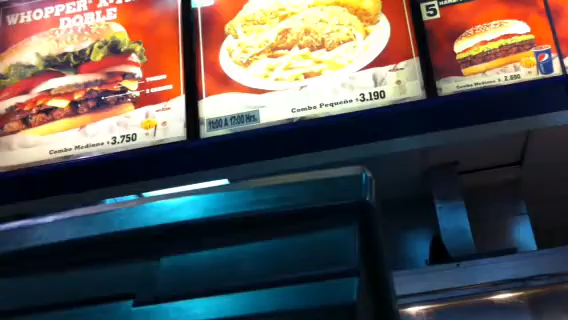 WHOPPER X-T
DOBLE
Combo Mediano $3.750
11:00 A 17:00 Hrs.
Combo Pequeño $3.190
5
Combo Mediano $2.650